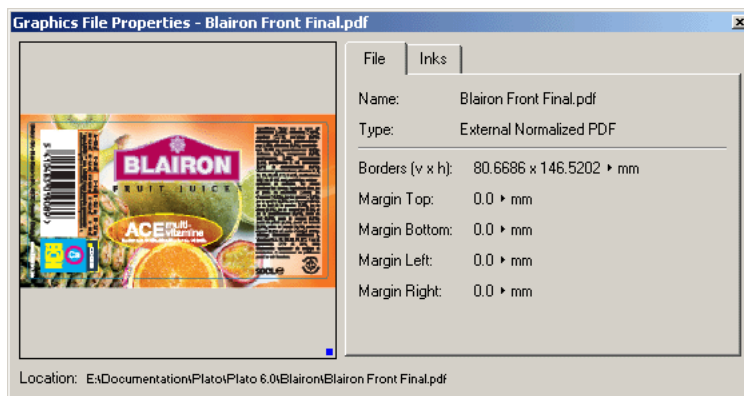 Graphics File Properties - Blairon Front Final.pdf
File
Inks
Name: Blairon Front Final.pdf
Type: External Normalized PDF
Borders (v x h): 80.6686 x 146.5202 mm
Margin Top: 0.0 mm
Margin Bottom: 0.0 mm
Margin Left: 0.0 mm
Margin Right: 0.0 mm
BLAIRON
FRUIT JUICE
ACE multi-
vitamine
50CL e
Location: E:\Documentation\Plato\Plato 6.0\Blairon\Blairon Front Final.pdf